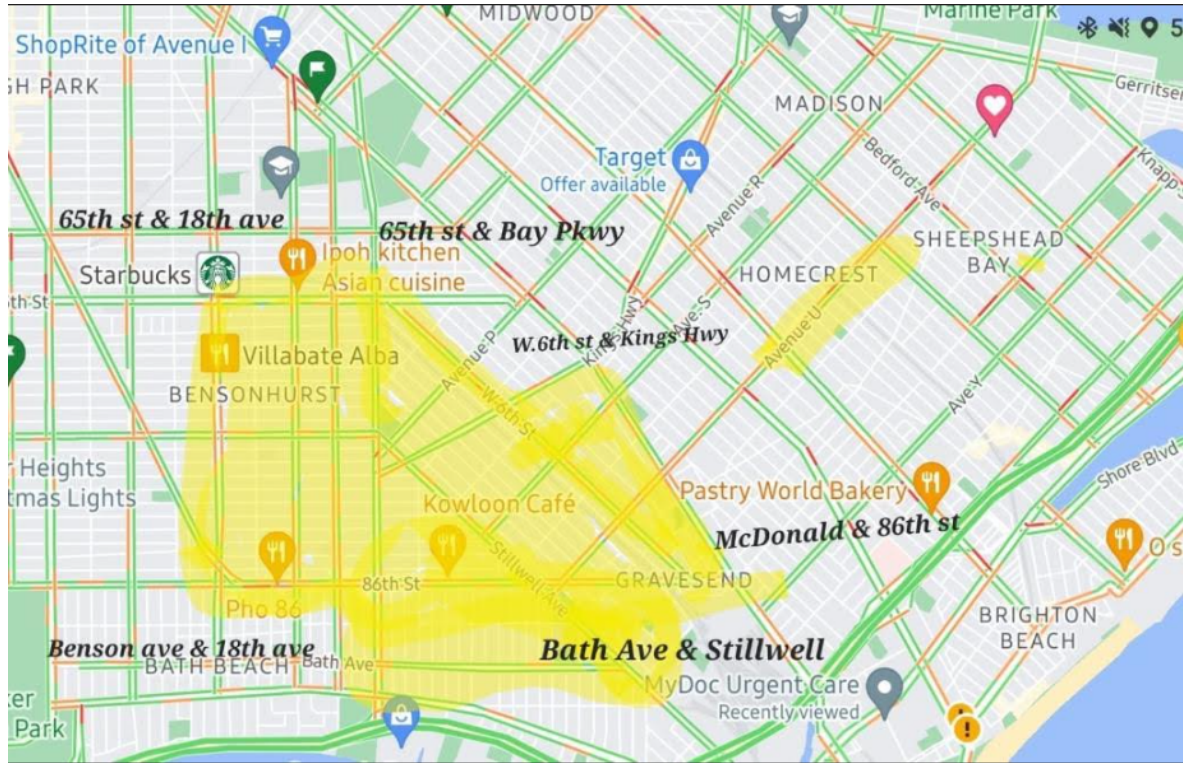 MIDWOOD
Marine Park
5
ShopRite of Avenue I
GH PARK
Gerritsen
MADISON
Target
Offer available
Bedford Ave
Knapp S
Avenue R
65th st & 18th ave
65th st & Bay Pkwy
Ipoh kitchen
Asian cuisine
SHEEPSHEAD
BAY
Starbucks
HOMECREST
th St
Kings Hwy
Ave. S
W.6th st & Kings Hwy
Avenue U
Avenue P
Villabate Alba
BENSONHURST
W 6th St
Ave Y
r Heights
tmas Lights
Shore Blvd
Pastry World Bakery
Kowloon Café
McDonald & 86th st
O s
Stillwell Ave
86th St
GRAVESEND
Pho 86
BRIGHTON
BEACH
Benson ave & 18th ave
Bath Ave & Stillwell
BATH BEACH
Bath Ave
MyDoc Urgent Care
Recently viewed
ker
Park